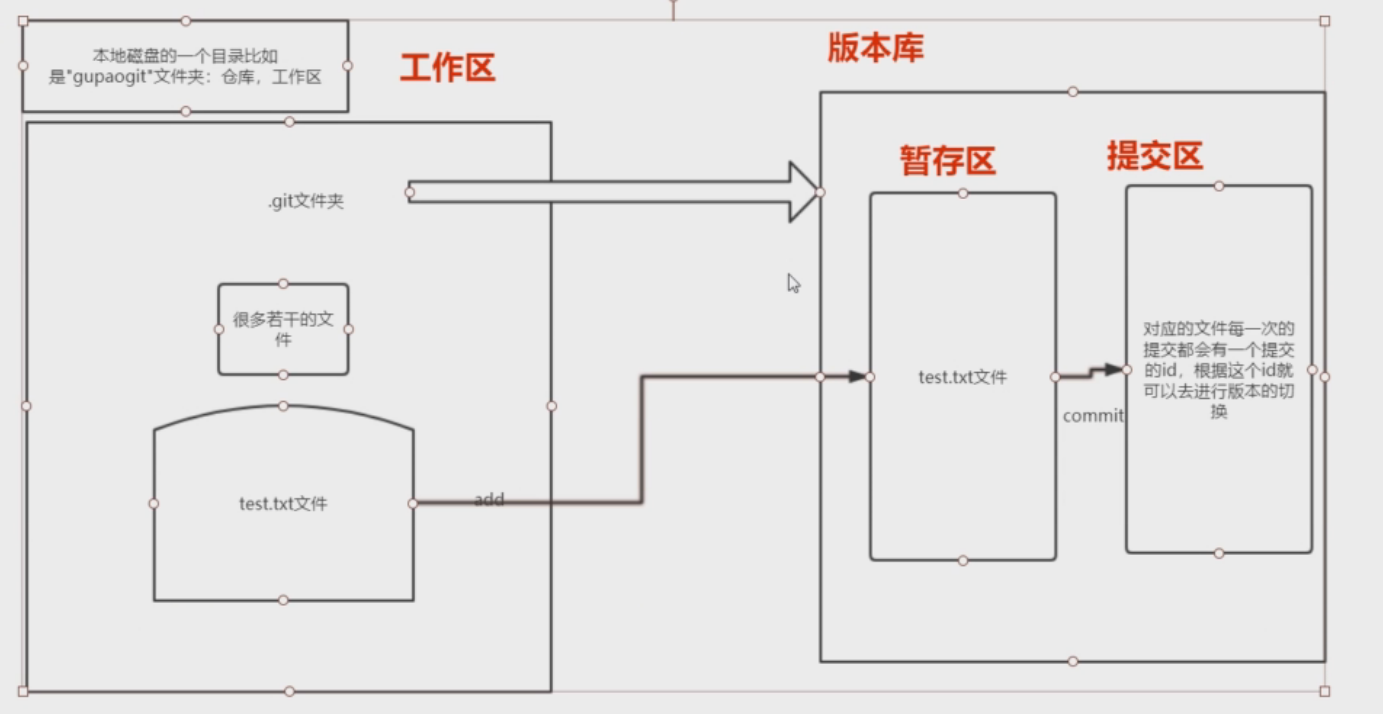 本地磁盘的一个目录比如
是"gupaogit"文件夹：仓库，工作区
工作区
版本库
暂存区
提交区
.git文件夹
很多若干的文
件
test.txt文件
add
test.txt文件
commit
对应的文件每一次的
提交都会有一个提交
的id，根据这个id就
可以去进行版本的切
换